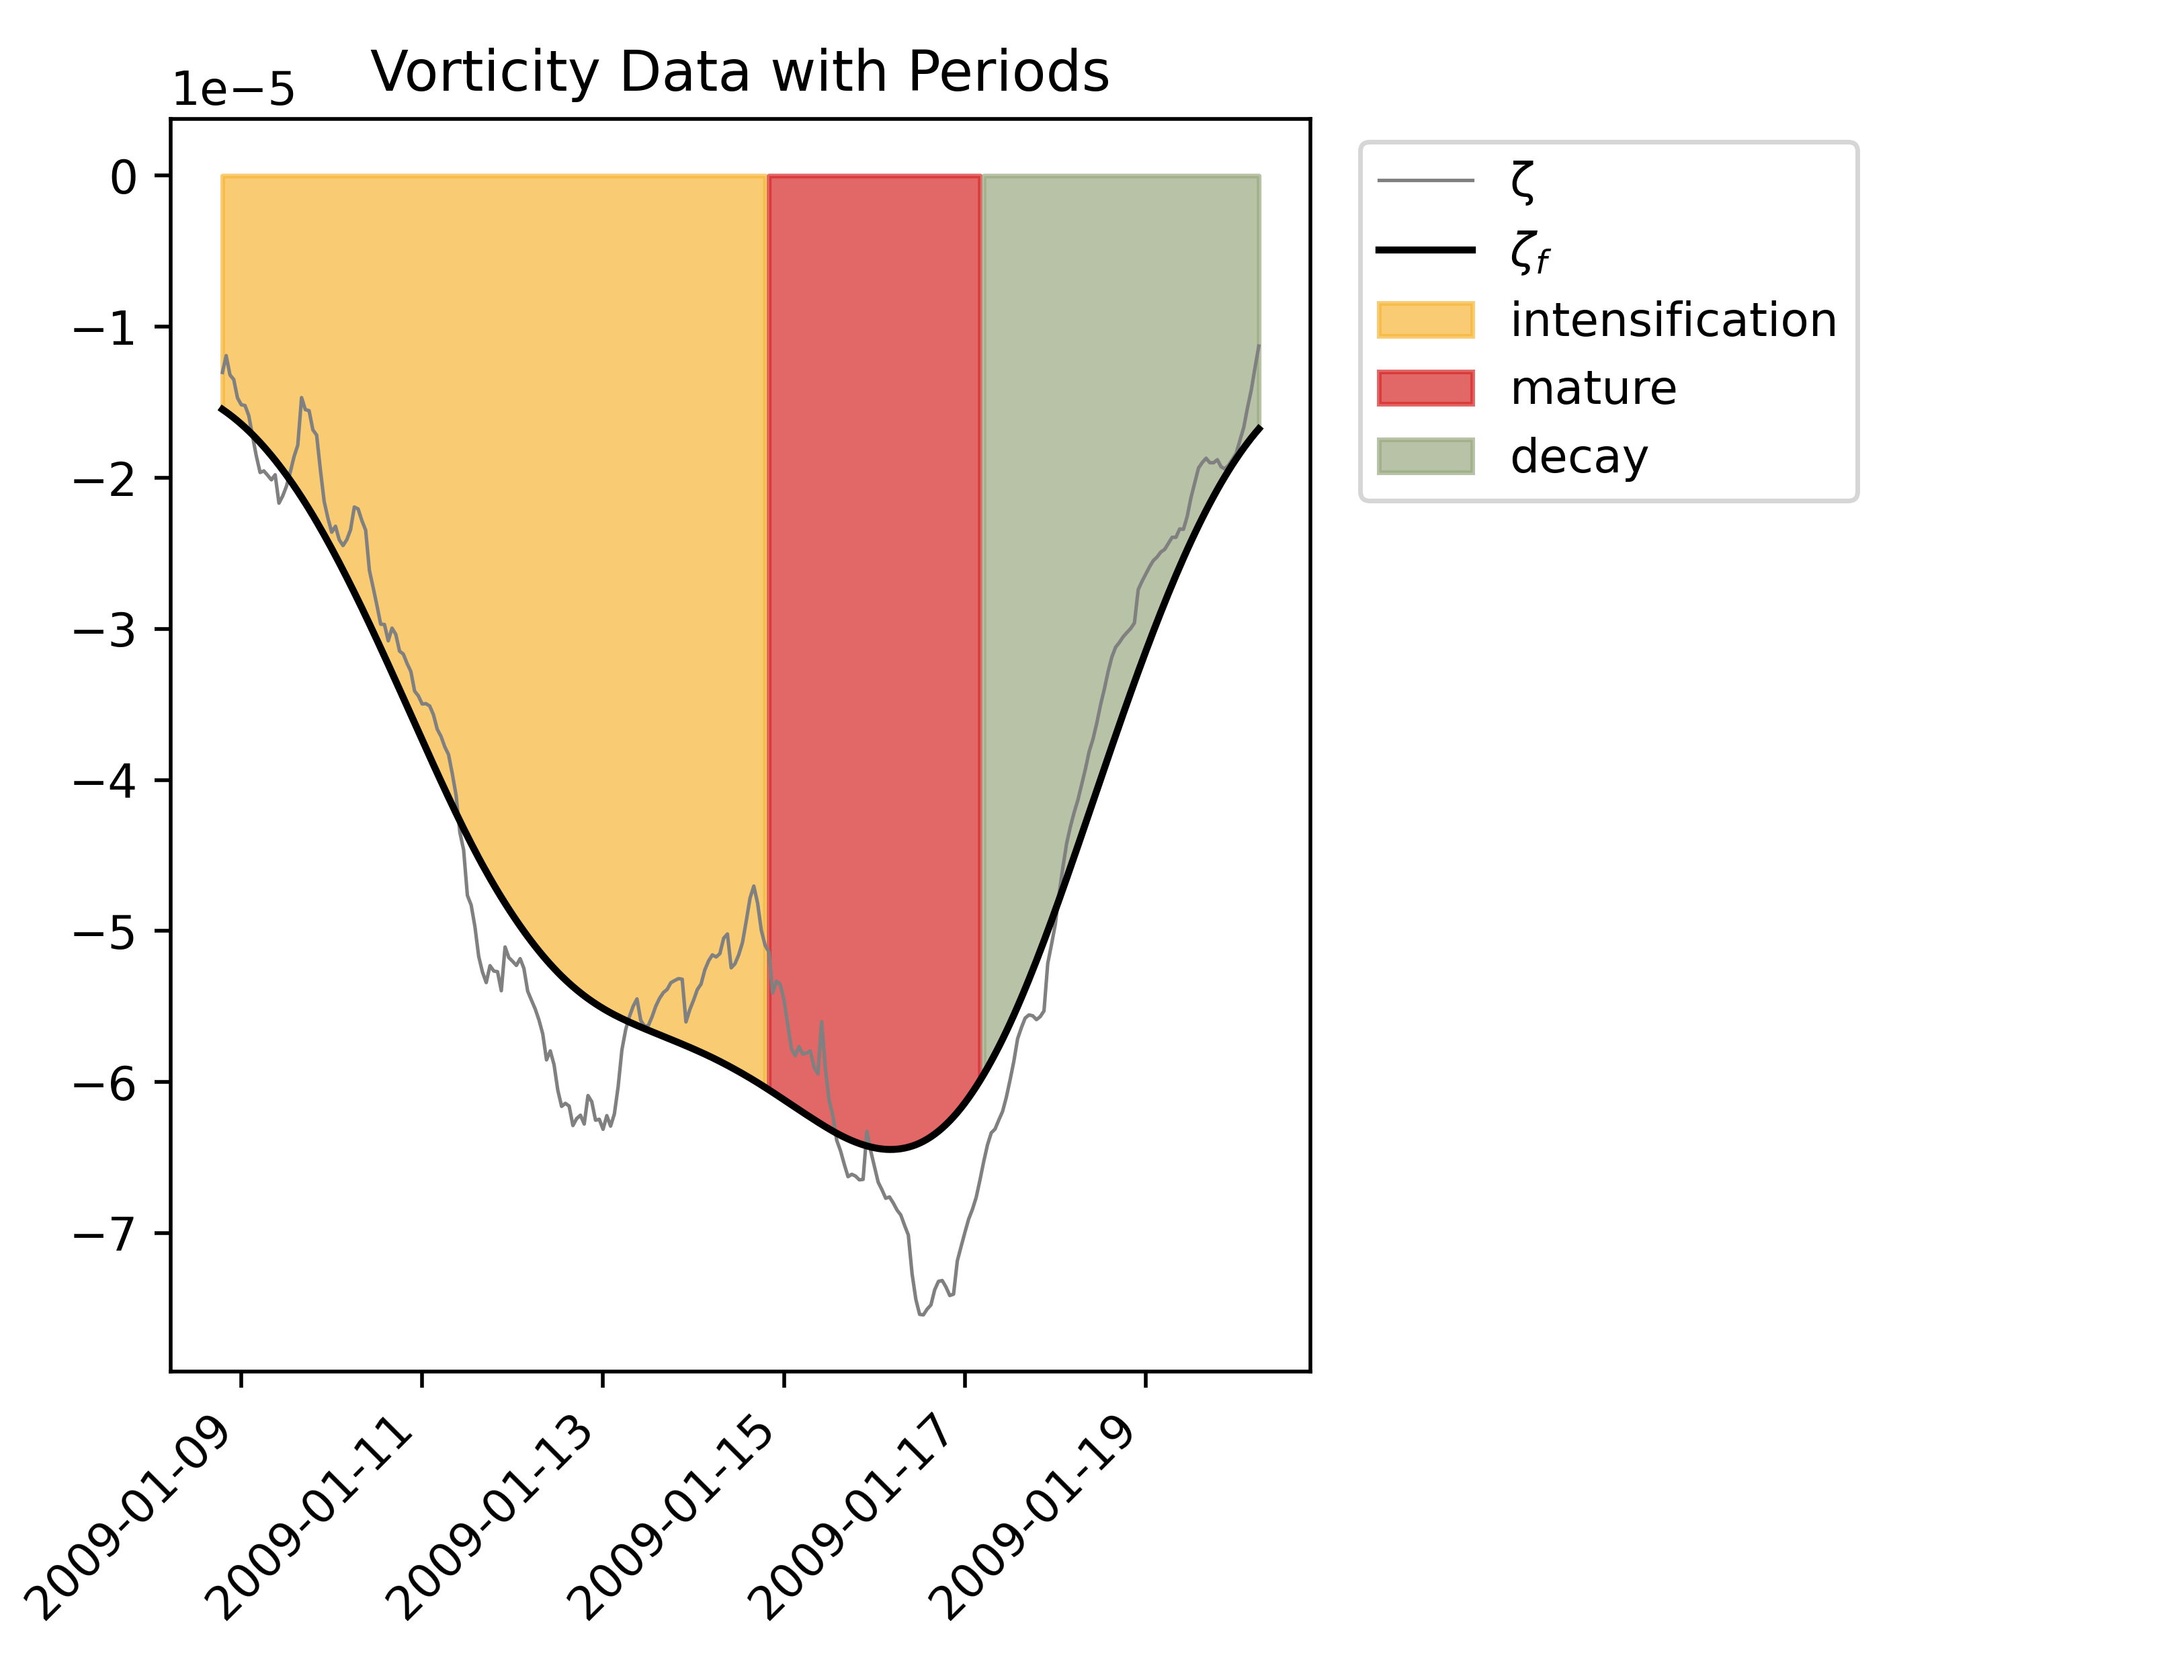 Vorticity Data with Periods
1e−5
0
−1
−2
−3
−4
−5
−6
−7
2009-01-09
2009-01-11
2009-01-13
2009-01-15
2009-01-17
2009-01-19
ζ
ζf
intensification
mature
decay